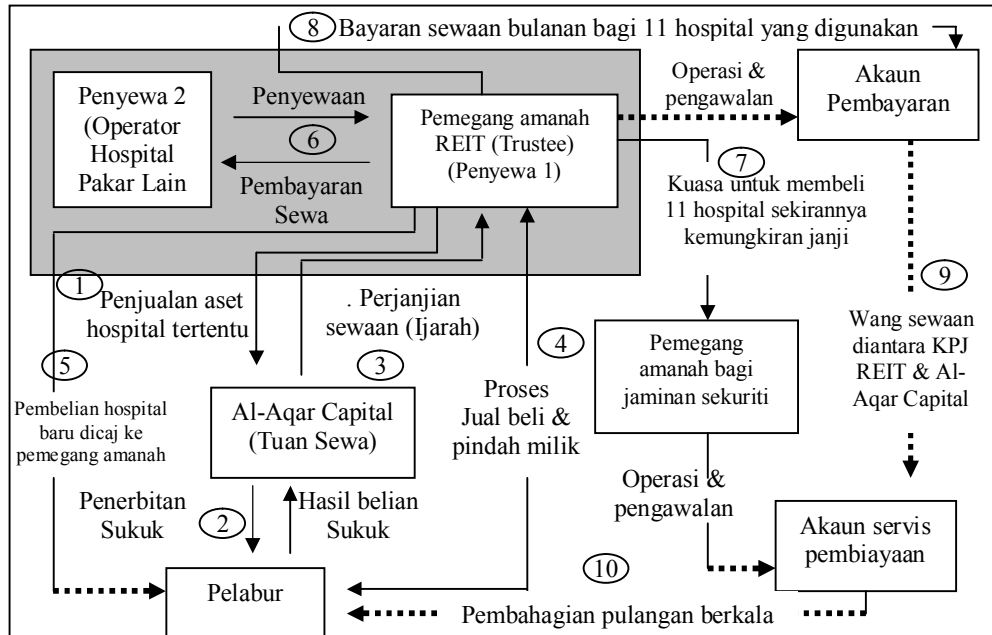 8 Bayaran sewaan bulanan bagi 11 hospital yang digunakan
Penyewa 2
(Operator
Hospital
Pakar Lain
Penyewaan
6
Pembayaran
Sewa
Pemegang amanah
REIT (Trustee)
(Penyewa 1)
Operasi &
pengawalan
Akaun
Pembayaran
7
Kuasa untuk membeli
11 hospital sekirannya
kemungkiran janji
9
Wang sewaan
diantara KPJ
REIT & Al-
Aqar Capital
1
Penjualan aset
hospital tertentu
. Perjanjian
sewaan (Ijarah)
3
4
Proses
Jual beli &
pindah milik
Pemegang
amanah bagi
jaminan sekuriti
5
Pembelian hospital
baru dicaj ke
pemegang amanah
Al-Aqar Capital
(Tuan Sewa)
Penerbitan
Sukuk
2
Hasil belian
Sukuk
Operasi &
pengawalan
Akaun servis
pembiayaan
10
Pelabur
Pembahagian pulangan berkala